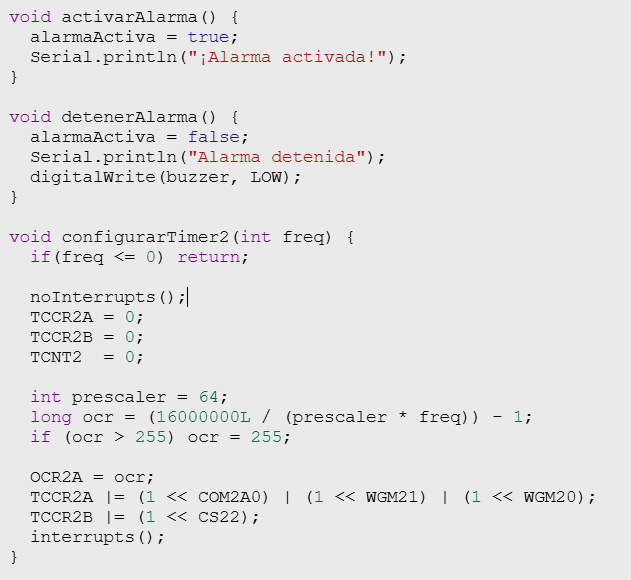 void activarAlarma() {
  alarmaActiva = true;
  Serial.println("¡Alarma activada!");
}

void detenerAlarma() {
  alarmaActiva = false;
  Serial.println("Alarma detenida");
  digitalWrite(buzzer, LOW);
}

void configurarTimer2(int freq) {
  if(freq <= 0) return;

  noInterrupts();
  TCCR2A = 0;
  TCCR2B = 0;
  TCNT2  = 0;

  int prescaler = 64;
  long ocr = (16000000L / (prescaler * freq)) - 1;
  if (ocr > 255) ocr = 255;

  OCR2A = ocr;
  TCCR2A |= (1 << COM2A0) | (1 << WGM21) | (1 << WGM20);
  TCCR2B |= (1 << CS22);
  interrupts();
}